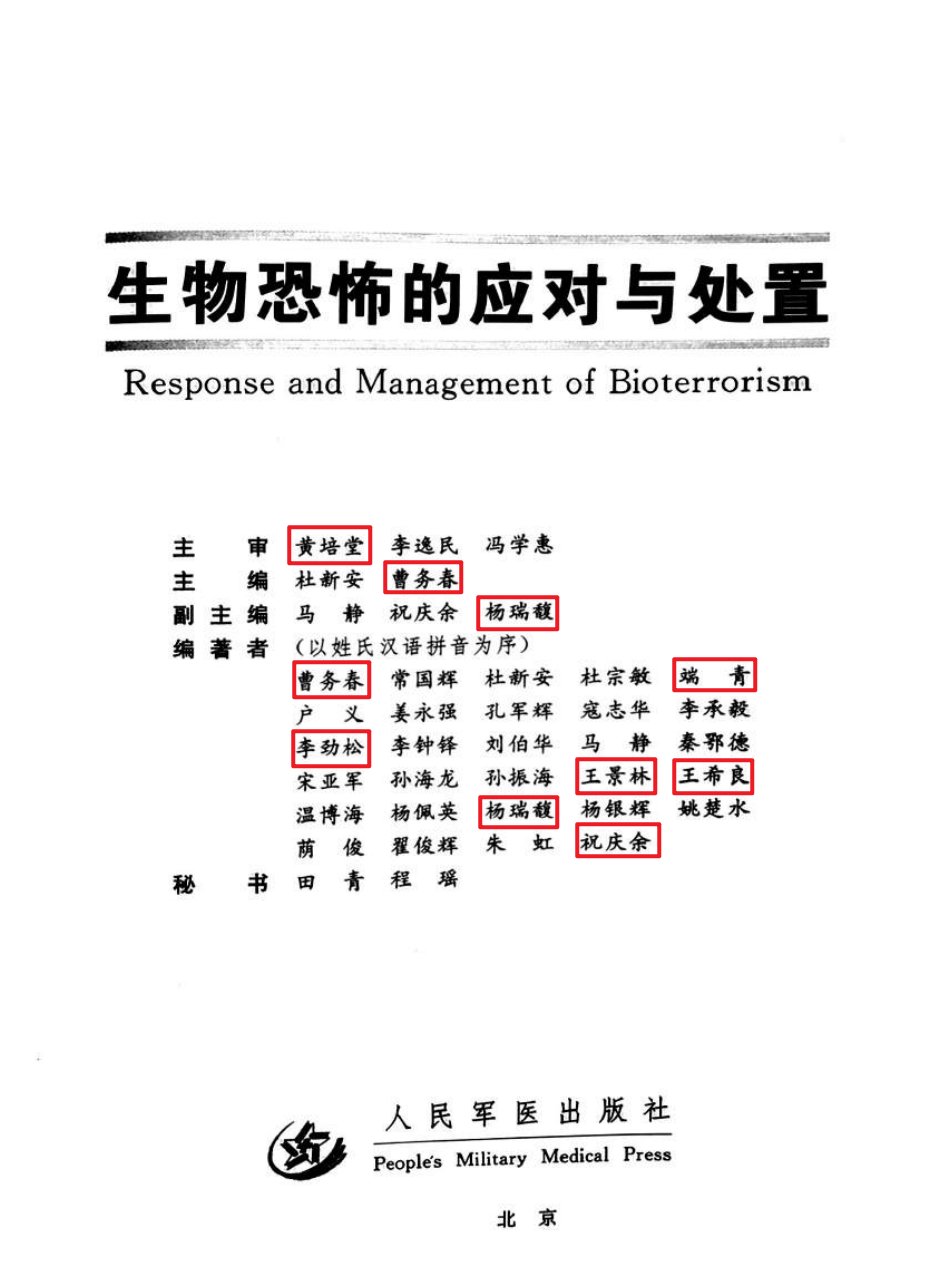 生物恐怖的应对与处置
Response and Management of Bioterrorism
主 审 黄培堂 李逸民 冯学惠
主 编 杜新安 曹务春
副主编 马 静 祝庆余 杨瑞馥
编著者 (以姓氏汉语拼音为序)
曹务春 常国辉 杜新安 杜宗敏 端 青
户 义 姜永强 孔军辉 寇志华 李承毅
李劲松 李钟铎 刘伯华 马 静 秦鄂德
宋亚军 孙海龙 孙振海 王景林 王希良
温博海 杨佩英 杨瑞馥 杨银辉 姚楚水
荫 俊 翟俊辉 朱 虹 祝庆余
秘 书 田 青 程 瑶
人民军医出版社
People's Military Medical Press
北 京